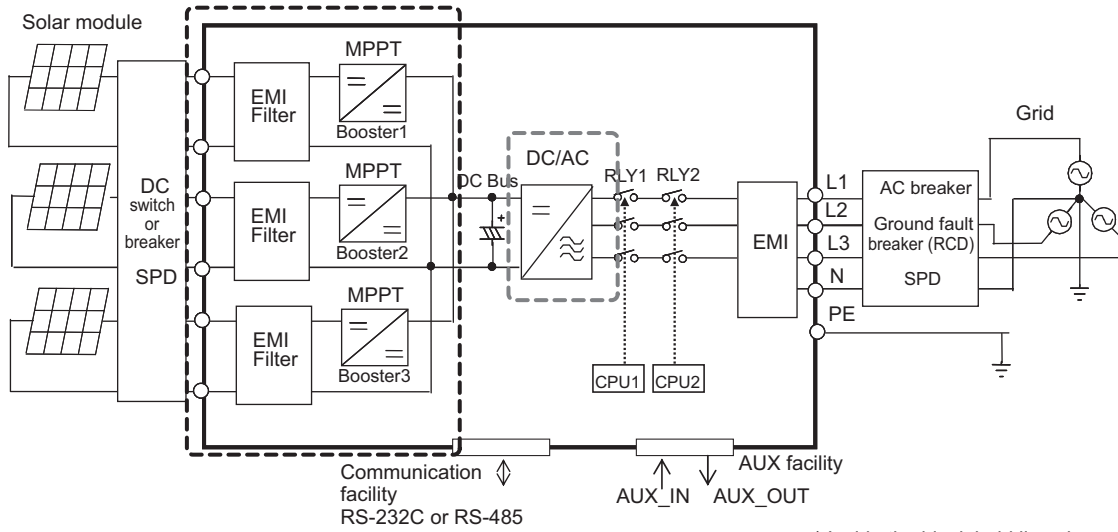 Solar module
MPPT
EMI
Filter
Booster1
MPPT
EMI
Filter
Booster2
MPPT
EMI
Filter
Booster3
DC
switch
or
breaker
SPD
DC Bus
+
DC/AC
RLY1
RLY2
CPU1
CPU2
EMI
L1
L2
L3
N
PE
AC breaker
Ground fault
breaker (RCD)
SPD
Grid
Communication
facility
RS-232C or RS-485
AUX_IN
AUX_OUT
AUX facility